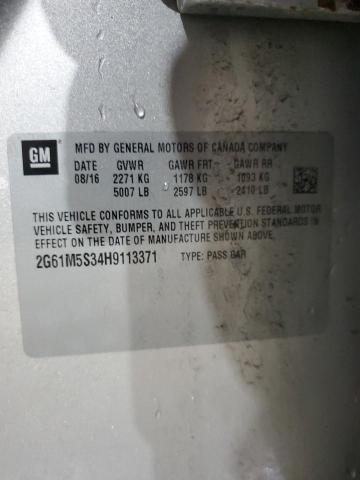 GM
MFD BY GENERAL MOTORS OF CANADA COMPANY
DATE GVWR GAWR FRT GAWR RR
08/16 2271 KG 1178 KG 1093 KG
5007 LB 2597 LB 2410 LB
THIS VEHICLE CONFORMS TO ALL APPLICABLE U.S. FEDERAL MOTOR
VEHICLE SAFETY, BUMPER, AND THEFT PREVENTION STANDARDS IN
EFFECT ON THE DATE OF MANUFACTURE SHOWN ABOVE.
2G61M5S34H9113371 TYPE: PASS CAR